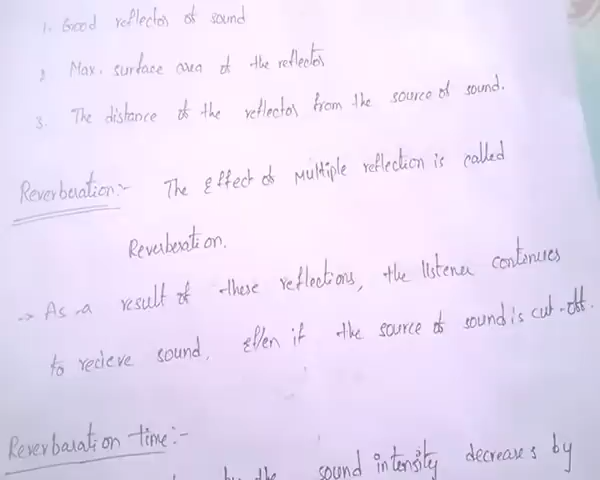 1. Good reflector of sound
2. Max. surface area of the reflector
3. The distance of the reflector from the source of sound.
Reverberation:- The Effect of Multiple reflection is called
Reverberation.
→ As a result of these reflections, the listener continues
to recieve sound, Even if the source of sound is cut-off.
Reverbaration time:-
by the sound intensity decreases by